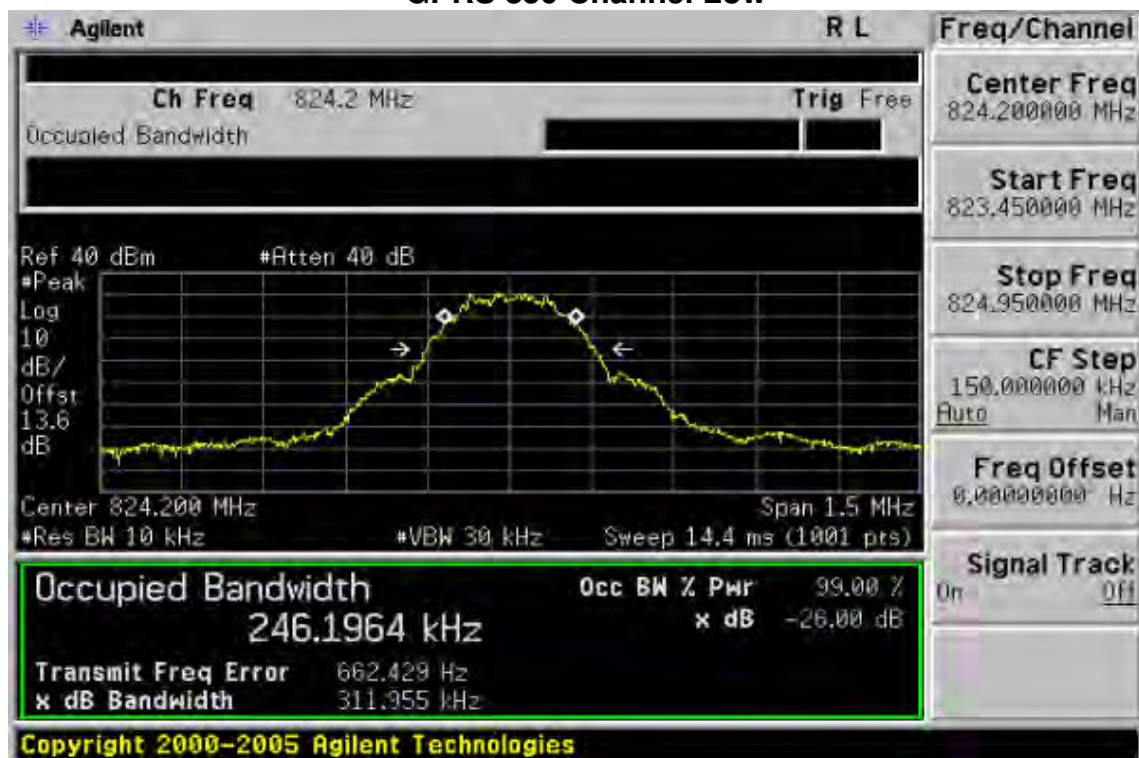 Agilent R L Freq/Channel
Ch Freq 824.2 MHz Trig Free
Occupied Bandwidth
Center Freq
824.200000 MHz
Start Freq
823.450000 MHz
Stop Freq
824.950000 MHz
CF Step
150.000000 kHz
Auto Man
Freq Offset
0.00000000 Hz
Signal Track
On Off
Ref 40 dBm #Atten 40 dB
#Peak
Log
10
dB/
Offst
13.6
dB
Center 824.200 MHz Span 1.5 MHz
#Res BW 10 kHz #VBW 30 kHz Sweep 14.4 ms (1001 pts)
Occupied Bandwidth Occ BW % Pwr 99.00 %
246.1964 kHz x dB -26.00 dB
Transmit Freq Error 662.429 Hz
x dB Bandwidth 311.955 kHz
Copyright 2000-2005 Agilent Technologies